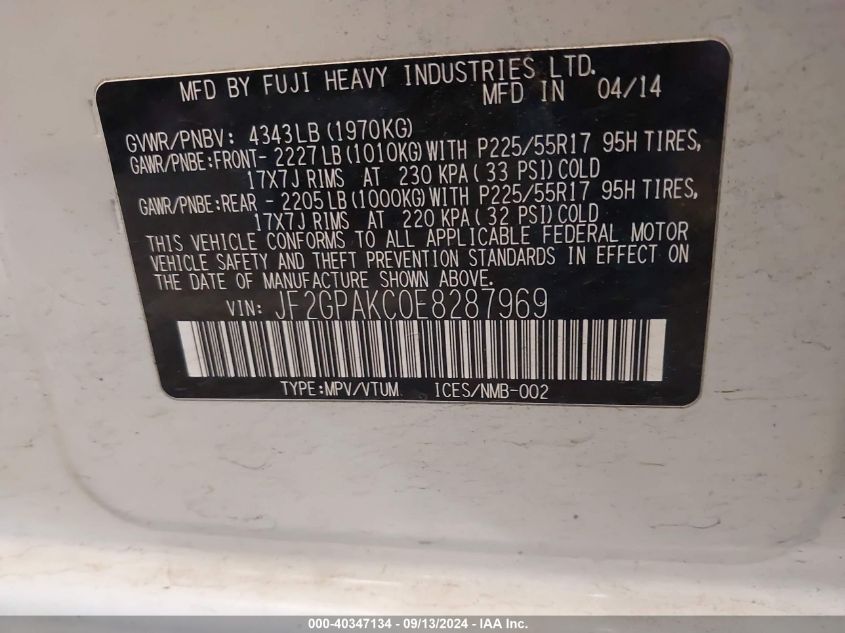 MFD BY FUJI HEAVY INDUSTRIES LTD.
MFD IN 04/14
GVWR/PNBV: 4343LB(1970KG)
GAWR/PNBE:FRONT- 2227LB(1010KG)WITH P225/55R17 95H TIRES,
17X7J RIMS AT 230 KPA( 33 PSI)COLD
GAWR/PNBE:REAR - 2205LB(1000KG)WITH P225/55R17 95H TIRES,
17X7J RIMS AT 220 KPA( 32 PSI)COLD
THIS VEHICLE CONFORMS TO ALL APPLICABLE FEDERAL MOTOR
VEHICLE SAFETY AND THEFT PREVENTION STANDARDS IN EFFECT ON
THE DATE OF MANUFACTURE SHOWN ABOVE.
VIN: JF2GPAKC0E8287969
TYPE:MPV/VTUM ICES/NMB-002
000-40347134 - 09/13/2024 - IAA Inc.